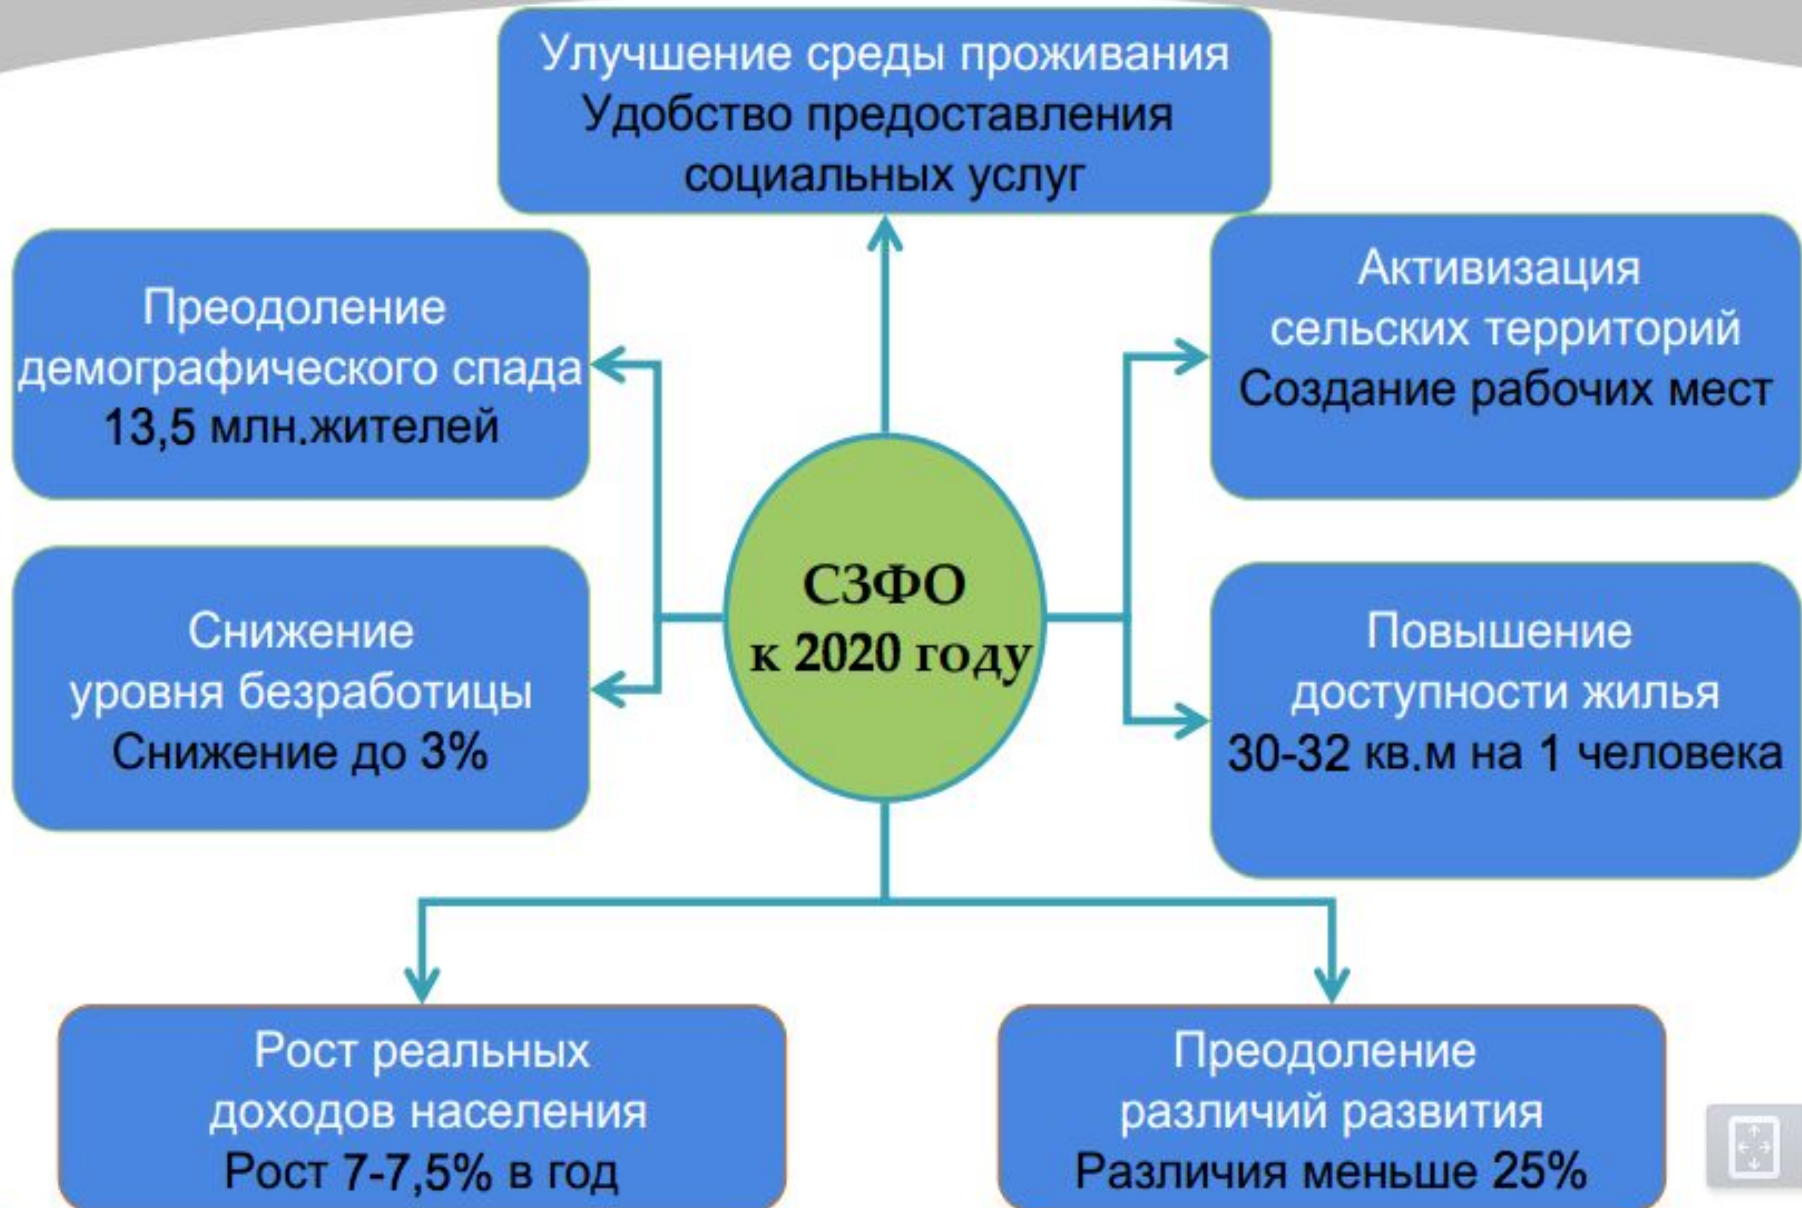 Улучшение среды проживания
Удобство предоставления
социальных услуг
Преодоление
демографического спада
13,5 млн.жителей
Активизация
сельских территорий
Создание рабочих мест
СЗФО
к 2020 году
Снижение
уровня безработицы
Снижение до 3%
Повышение
доступности жилья
30-32 кв.м на 1 человека
Рост реальных
доходов населения
Рост 7-7,5% в год
Преодоление
различий развития
Различия меньше 25%